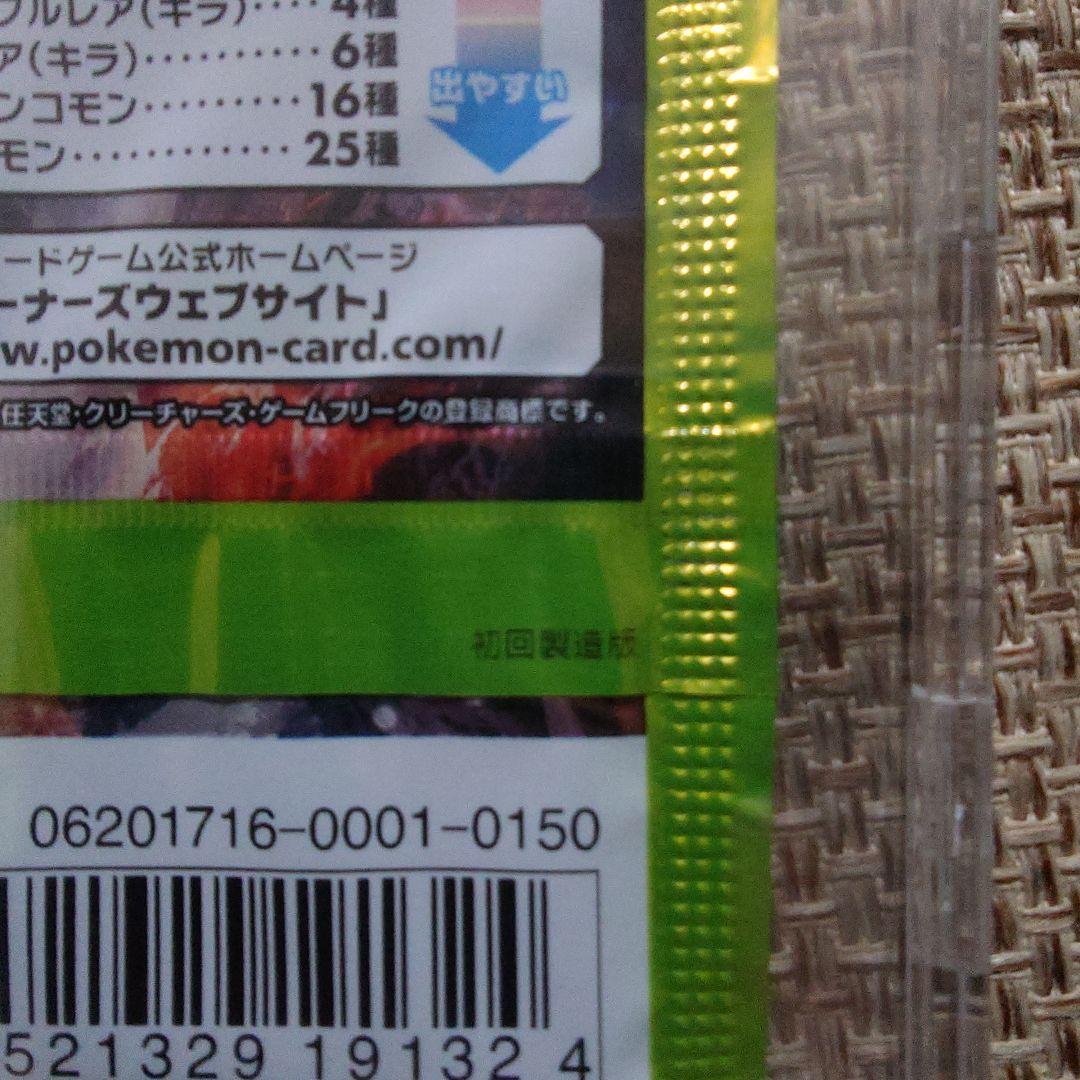 ブルレア(キラ)････4種
ア(キラ)･･････････6種
ンコモン･･････････16種
モン････････････25種
出やすい
ードゲーム公式ホームページ
ーナーズウェブサイト」
w.pokemon-card.com/
任天堂・クリーチャーズ・ゲームフリークの登録商標です。
初回製造版
06201716-0001-0150
521329 19132 4